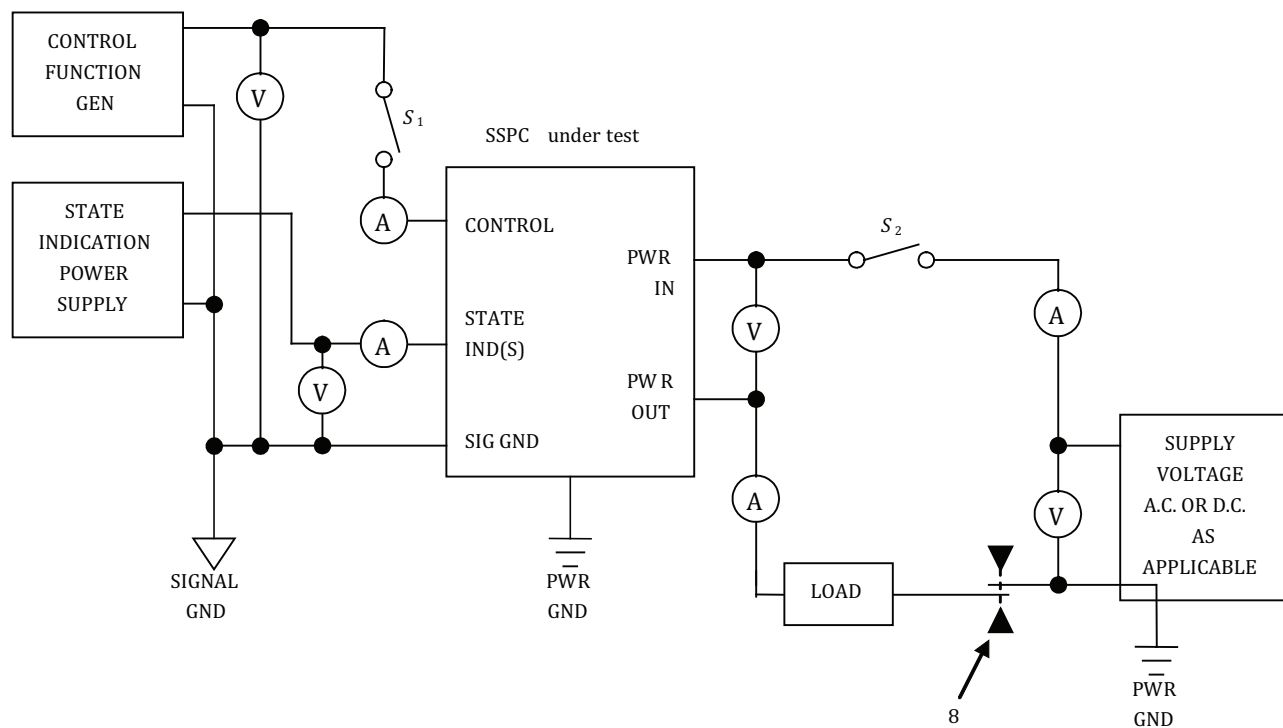 CONTROL
FUNCTION
GEN
V
S1
SSPC under test
STATE
INDICATION
POWER
SUPPLY
A
CONTROL
PWR
IN
S2
STATE
IND(S)
A
V
V
A
PWR
OUT
SIG GND
SUPPLY
VOLTAGE
A.C. OR D.C.
AS
APPLICABLE
A
V
SIGNAL
GND
PWR
GND
LOAD
8
PWR
GND